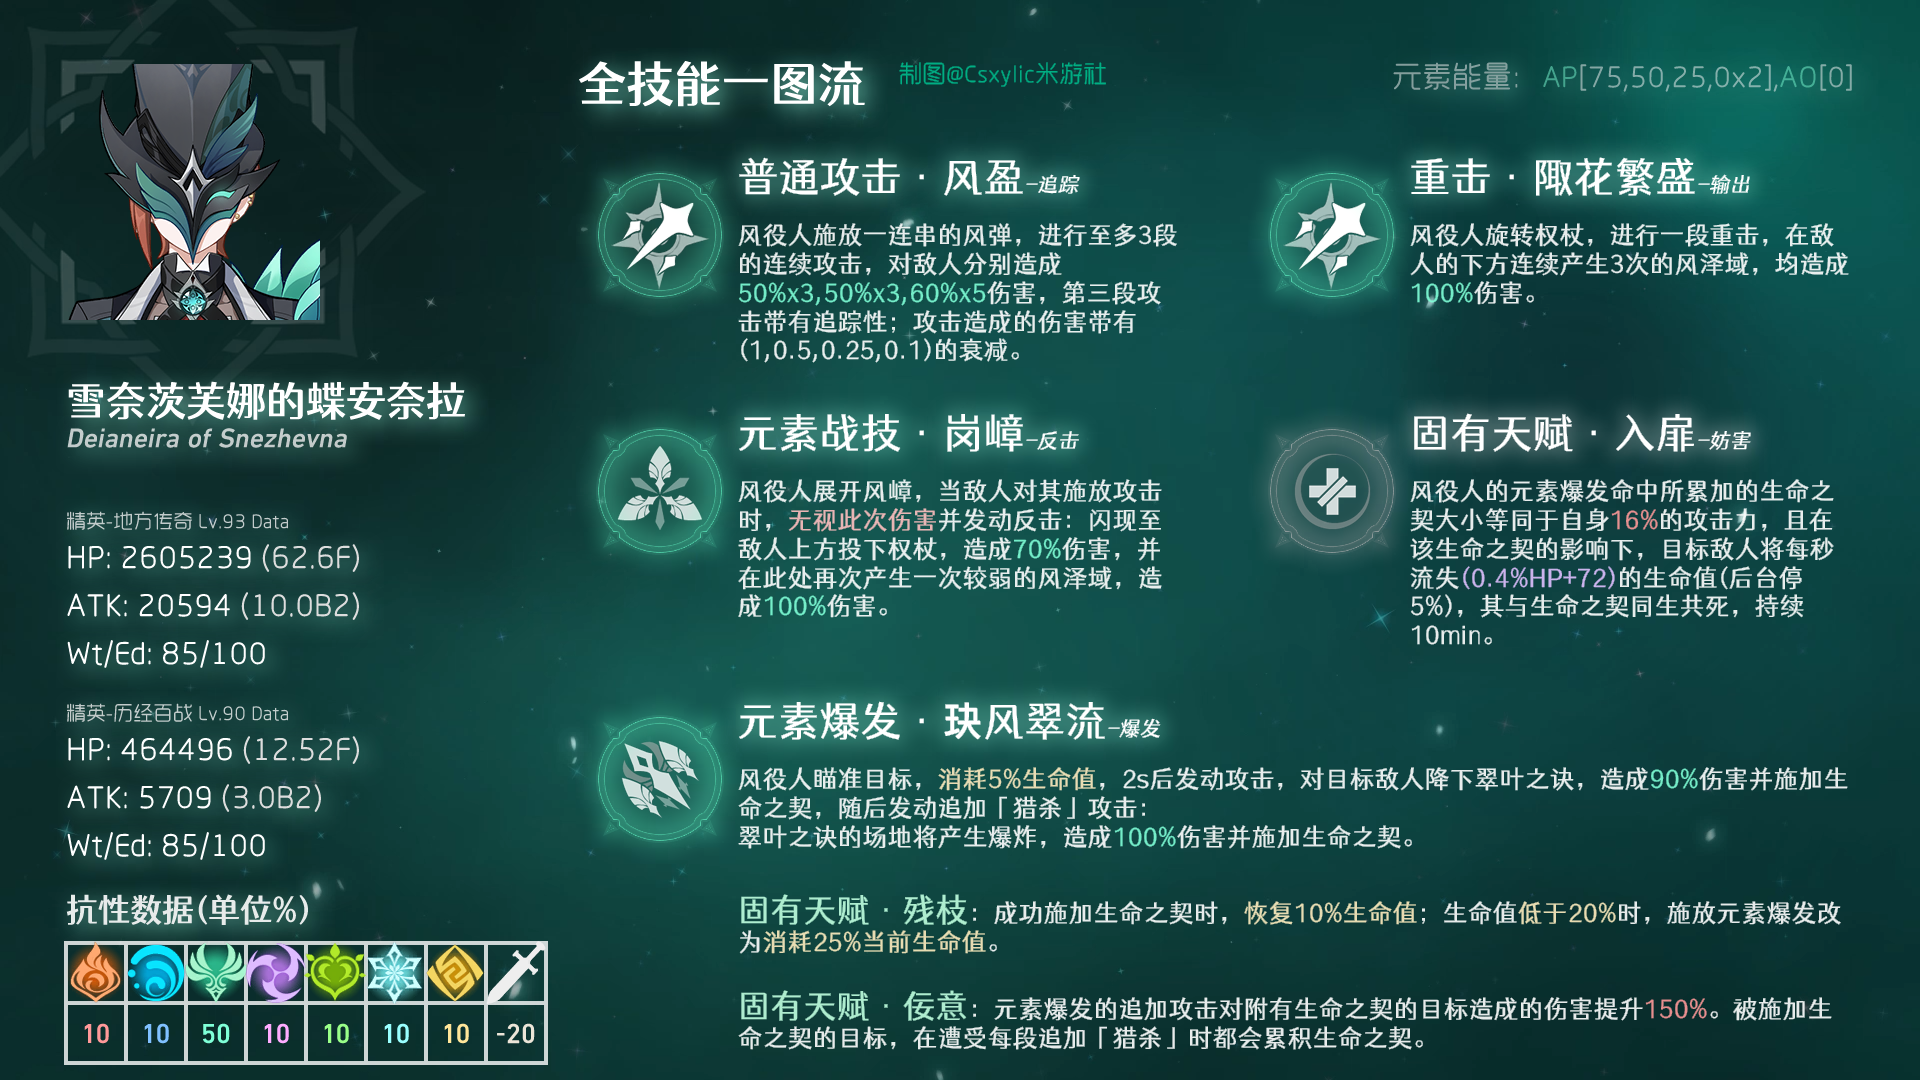 全技能一图流
制图@Csxylic米游社
元素能量： AP[75,50,25,0x2],AO[0]
雪奈茨芙娜的蝶安奈拉
Deianeira of Snezhevna
精英-地方传奇 Lv.93 Data
HP: 2605239 (62.6F)
ATK: 20594 (10.0B2)
Wt/Ed: 85/100
精英-历经百战 Lv.90 Data
HP: 464496 (12.52F)
ATK: 5709 (3.0B2)
Wt/Ed: 85/100
抗性数据(单位%)
10 10 50 10 10 10 10 -20
普通攻击 · 风盈-追踪
风役人施放一连串的风弹，进行至多3段
的连续攻击，对敌人分别造成
50%x3,50%x3,60%x5伤害，第三段攻
击带有追踪性；攻击造成的伤害带有
(1,0.5,0.25,0.1)的衰减。
重击 · 陬花繁盛-输出
风役人旋转权杖，进行一段重击，在敌
人的下方连续产生3次的风泽域，均造成
100%伤害。
元素战技 · 岗嶂-反击
风役人展开风嶂，当敌人对其施放攻击
时，无视此次伤害并发动反击：闪现至
敌人上方投下权杖，造成70%伤害，并
在此处再次产生一次较弱的风泽域，造
成100%伤害。
固有天赋 · 入扉-妨害
风役人的元素爆发命中所累加的生命之
契大小等同于自身16%的攻击力，且在
该生命之契的影响下，目标敌人将每秒
流失(0.4%HP+72)的生命值(后台停
5%)，其与生命之契同生共死，持续
10min。
元素爆发 · 玦风翠流-爆发
风役人瞄准目标，消耗5%生命值，2s后发动攻击，对目标敌人降下翠叶之诀，造成90%伤害并施加生
命之契，随后发动追加「猎杀」攻击：
翠叶之诀的场地将产生爆炸，造成100%伤害并施加生命之契。
固有天赋 · 残枝：成功施加生命之契时，恢复10%生命值；生命值低于20%时，施放元素爆发改
为消耗25%当前生命值。
固有天赋 · 佞意：元素爆发的追加攻击对附有生命之契的目标造成的伤害提升150%。被施加生
命之契的目标，在遭受每段追加「猎杀」时都会累积生命之契。